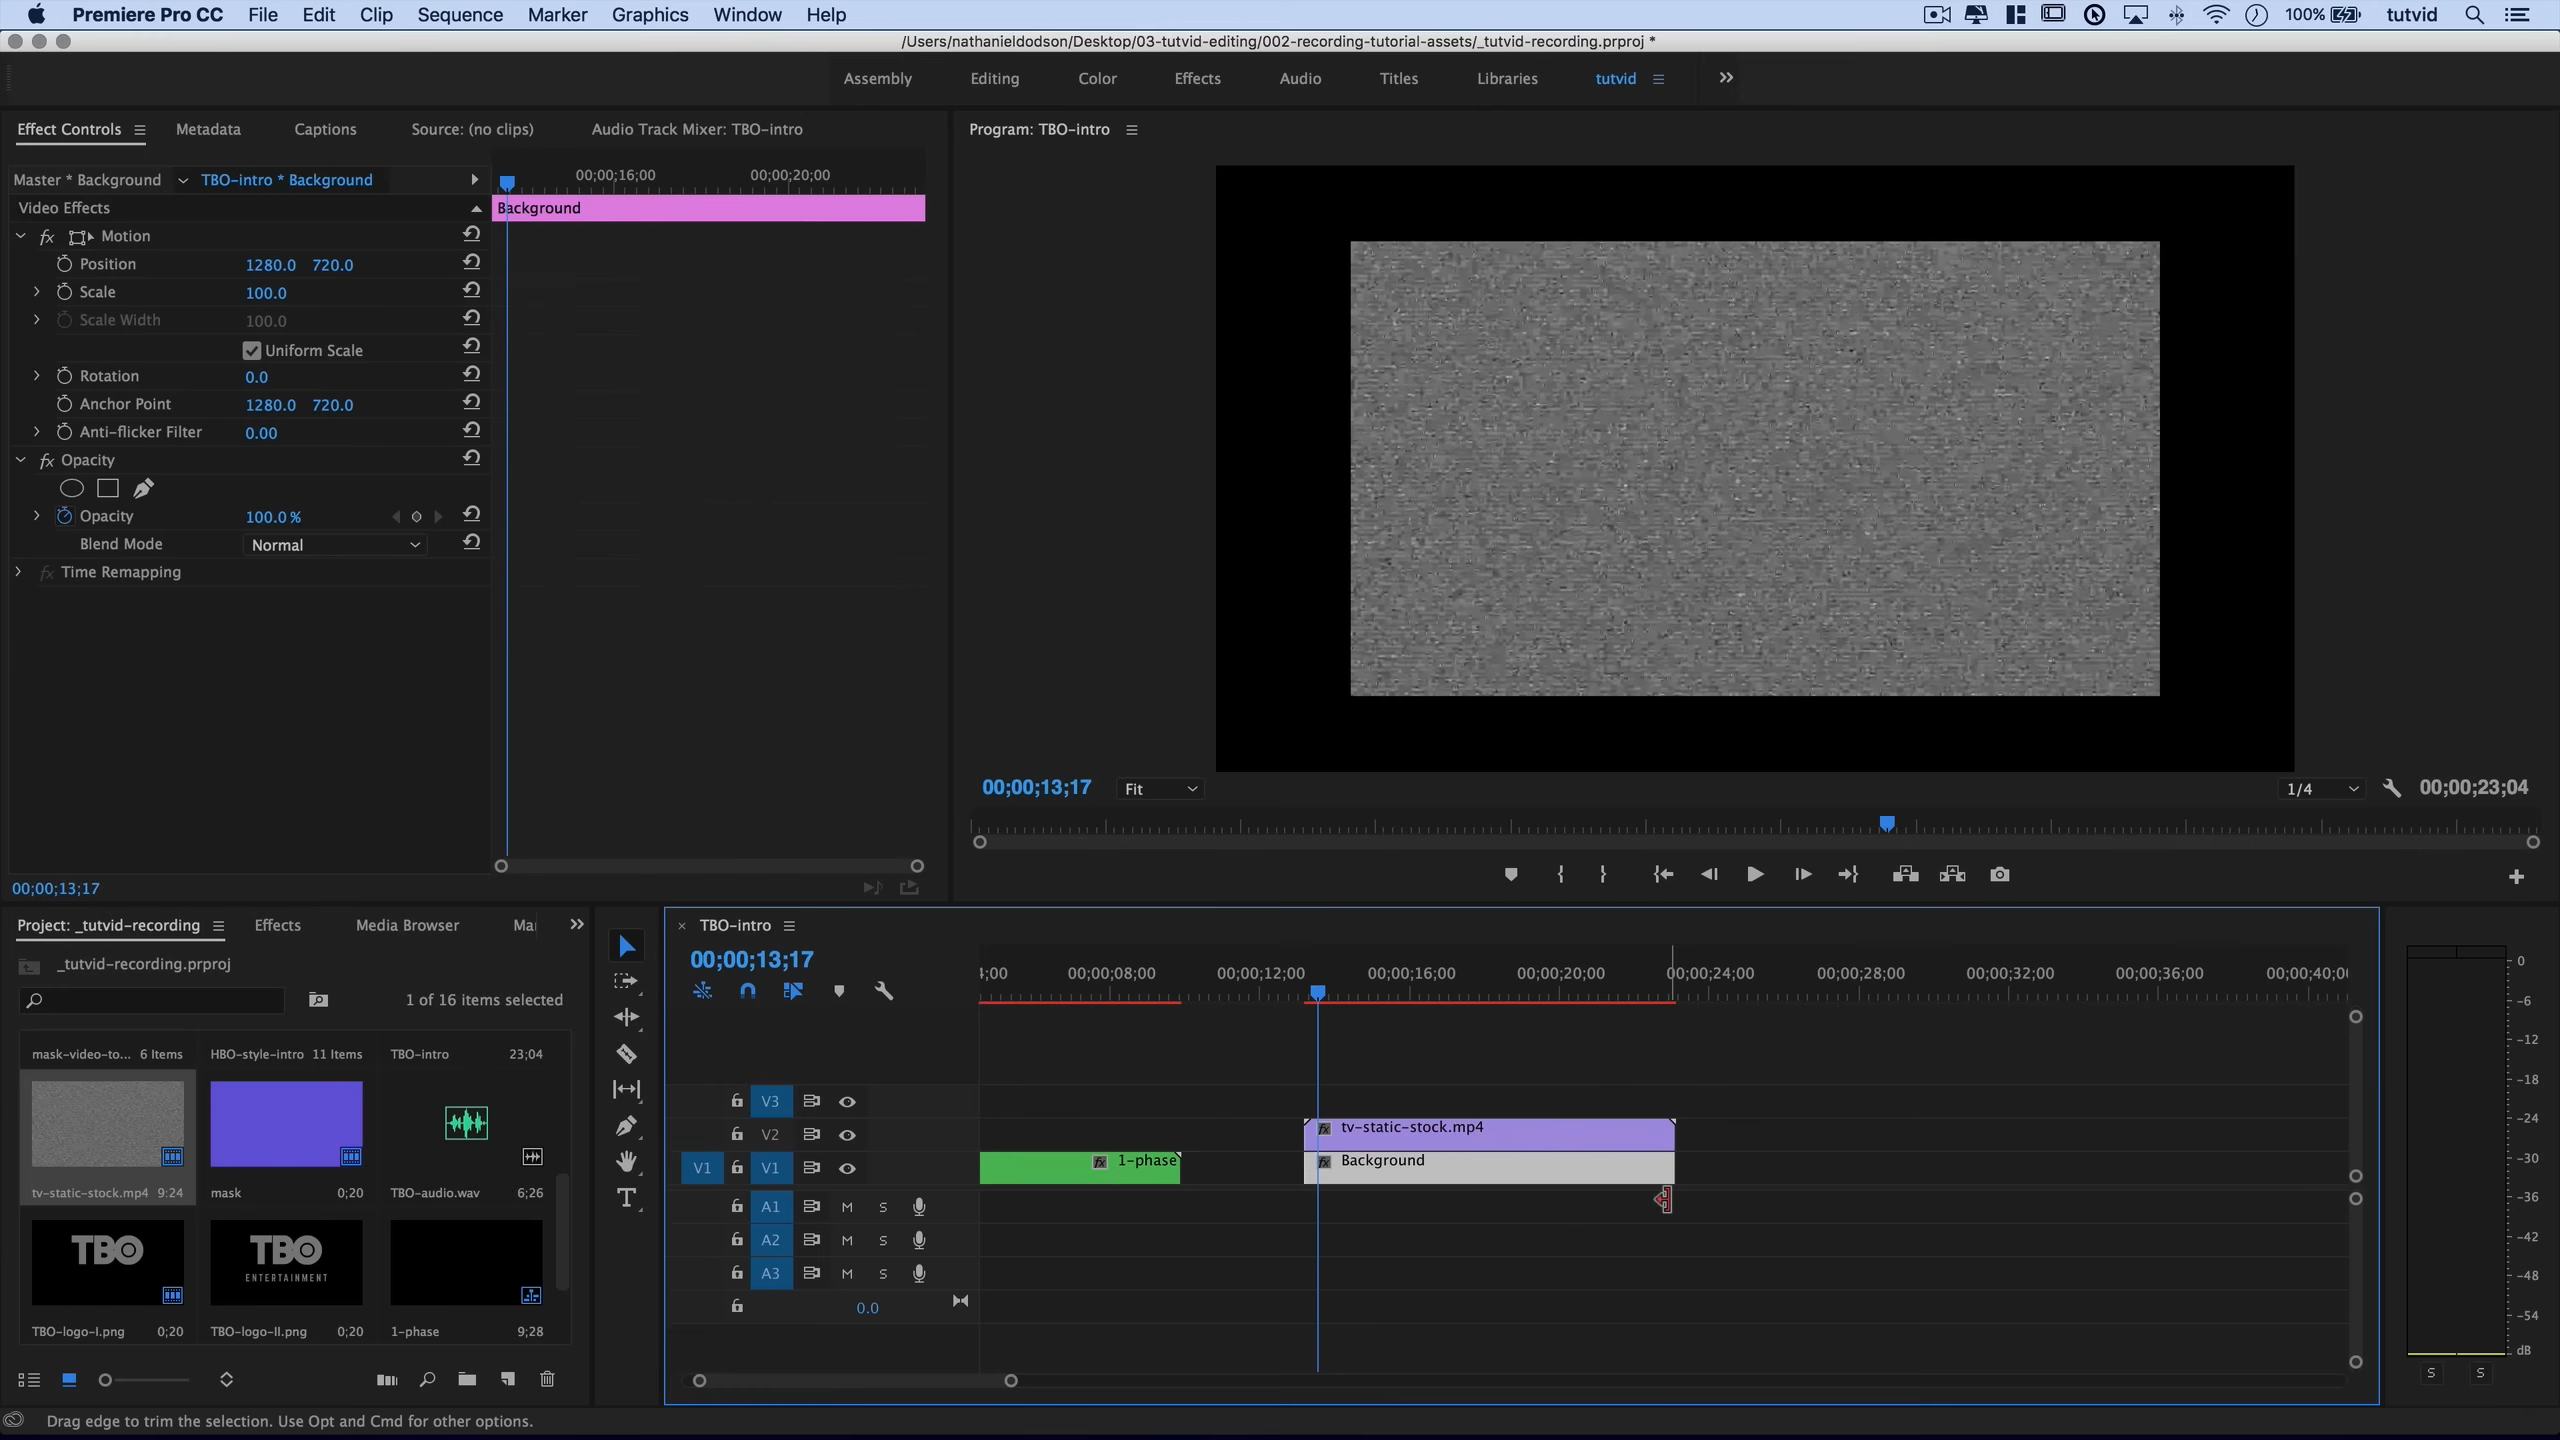 Premiere Pro CC File Edit Clip Sequence Marker Graphics Window Help 100% tutvid
/Users/nathanieldodson/Desktop/03-tutvid-editing/002-recording-tutorial-assets/_tutvid-recording.prproj *
Assembly Editing Color Effects Audio Titles Libraries tutvid
Effect Controls Metadata Captions Source: (no clips) Audio Track Mixer: TBO-intro
Program: TBO-intro
Master * Background TBO-intro * Background
00;00;16;00 00;00;20;00
Video Effects
Background
fx Motion
Position 1280.0 720.0
Scale 100.0
Scale Width 100.0
Uniform Scale
Rotation 0.0
Anchor Point 1280.0 720.0
Anti-flicker Filter 0.00
fx Opacity
Opacity 100.0 %
Blend Mode Normal
fx Time Remapping
00;00;13;17
00;00;13;17 Fit 1/4 00;00;23;04
Project: _tutvid-recording Effects Media Browser Mar
_tutvid-recording.prproj
1 of 16 items selected
mask-video-to... 6 Items HBO-style-intro 11 Items TBO-intro 23;04
tv-static-stock.mp4 9:24 mask 0;20 TBO-audio.wav 6;26
TBO TBO
ENTERTAINMENT
TBO-logo-I.png 0;20 TBO-logo-II.png 0;20 1-phase 9;28
TBO-intro
00;00;13;17
4;00 00;00;08;00 00;00;12;00 00;00;16;00 00;00;20;00 00;00;24;00 00;00;28;00 00;00;32;00 00;00;36;00 00;00;40;00
V3
V2 fx tv-static-stock.mp4
V1 V1 fx 1-phase fx Background
A1 M S
A2 M S
A3 M S
0.0
0
-6
-12
-18
-24
-30
-36
-42
-48
-54
dB
S S
Drag edge to trim the selection. Use Opt and Cmd for other options.